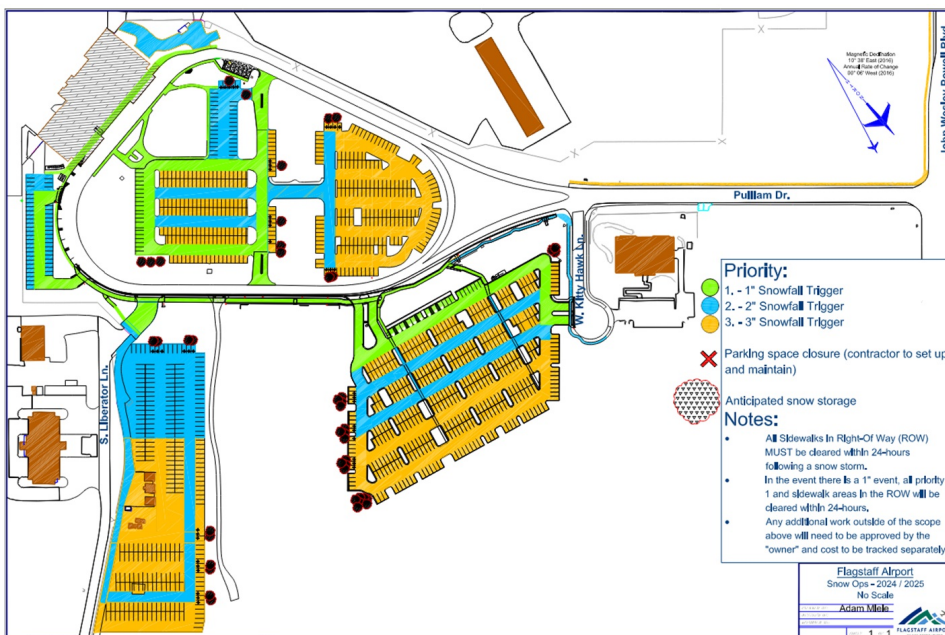 Magnetic Declination
10° 38' East (2016)
Annual Rate of Change
00° 06' West (2016)
Pulliam Dr.
W. Kitty Hawk Ln.
S. Liberator Ln.
Priority:
1. - 1" Snowfall Trigger
2. - 2" Snowfall Trigger
3. - 3" Snowfall Trigger
Parking space closure (contractor to set up
and maintain)
Anticipated snow storage
Notes:
• All Sidewalks in Right-Of Way (ROW)
MUST be cleared within 24-hours
following a snow storm.
• In the event there is a 1" event, all priority
1 and sidewalk areas in the ROW will be
cleared within 24-hours.
• Any additional work outside of the scope
above will need to be approved by the
"owner" and cost to be tracked separately
Flagstaff Airport
Snow Ops - 2024 / 2025
No Scale
Adam Miele
1 1
FLAGSTAFF AIRPO